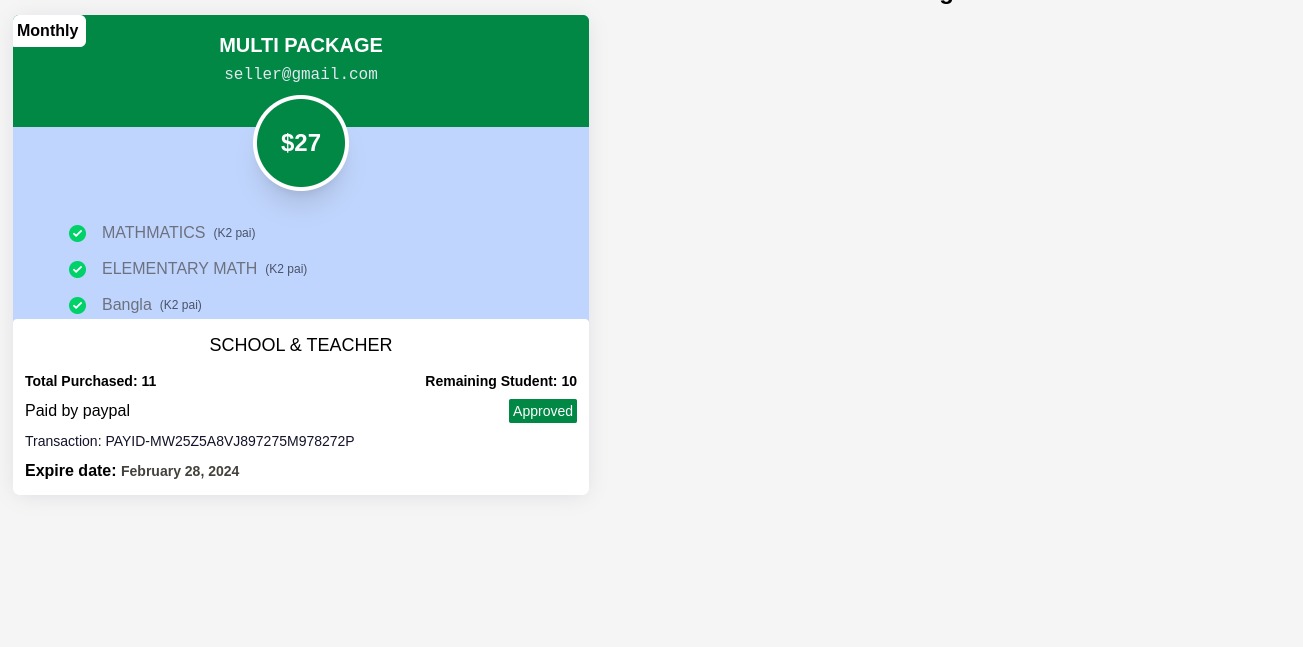 Monthly
MULTI PACKAGE
seller@gmail.com
$27
MATHMATICS (K2 pai)
ELEMENTARY MATH (K2 pai)
Bangla (K2 pai)
SCHOOL & TEACHER
Total Purchased: 11 Remaining Student: 10
Paid by paypal Approved
Transaction: PAYID-MW25Z5A8VJ897275M978272P
Expire date: February 28, 2024